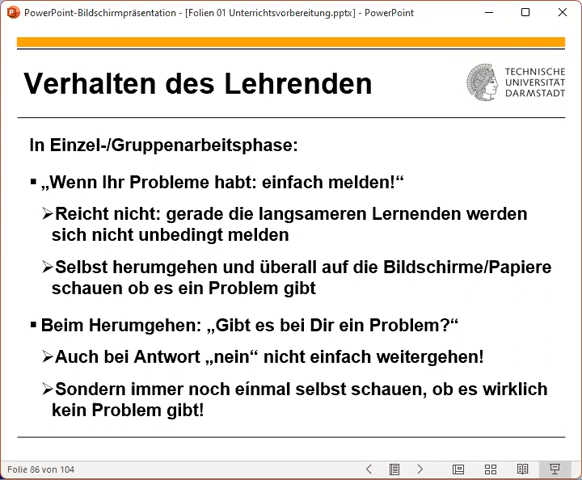 PowerPoint-Bildschirmpräsentation - [Folien 01 Unterrichtsvorbereitung.pptx] - PowerPoint
Verhalten des Lehrenden
TECHNISCHE
UNIVERSITÄT
DARMSTADT
In Einzel-/Gruppenarbeitsphase:
▪ „Wenn Ihr Probleme habt: einfach melden!“
➢Reicht nicht: gerade die langsameren Lernenden werden
sich nicht unbedingt melden
➢Selbst herumgehen und überall auf die Bildschirme/Papiere
schauen ob es ein Problem gibt
▪ Beim Herumgehen: „Gibt es bei Dir ein Problem?“
➢Auch bei Antwort „nein“ nicht einfach weitergehen!
➢Sondern immer noch eínmal selbst schauen, ob es wirklich
kein Problem gibt!
Folie 86 von 104